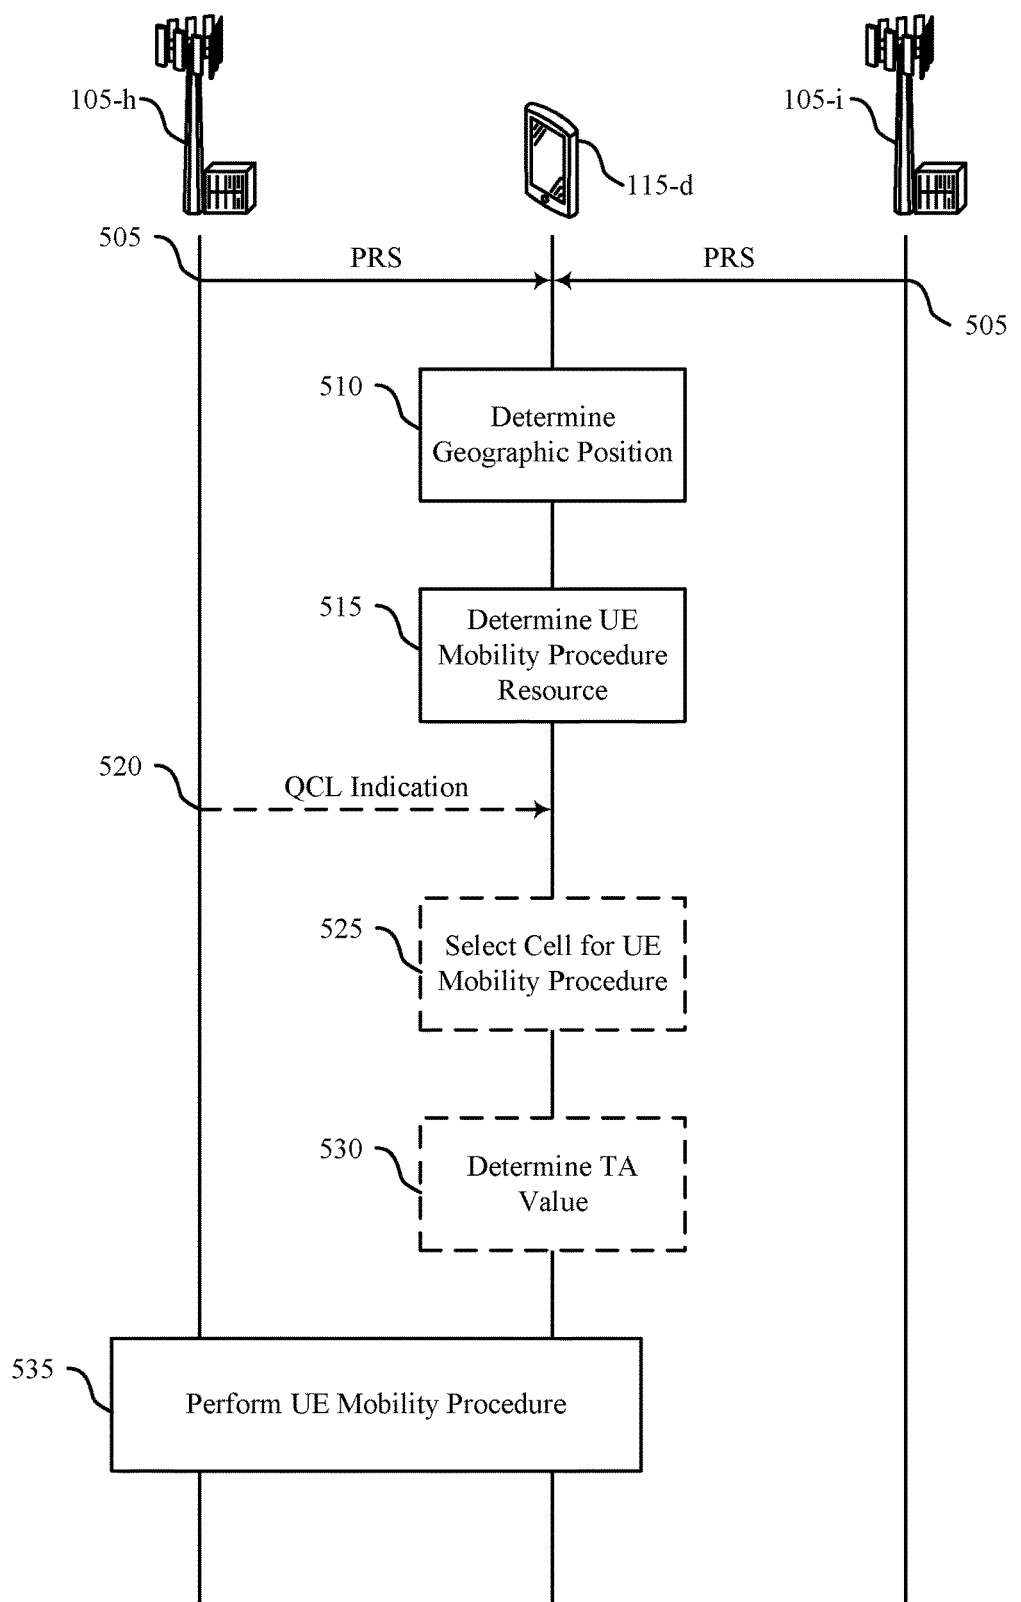 105-h
105-i
115-d
505
PRS
PRS
505
510
Determine
Geographic Position
515
Determine UE
Mobility Procedure
Resource
520
QCL Indication
525
Select Cell for UE
Mobility Procedure
530
Determine TA
Value
535
Perform UE Mobility Procedure